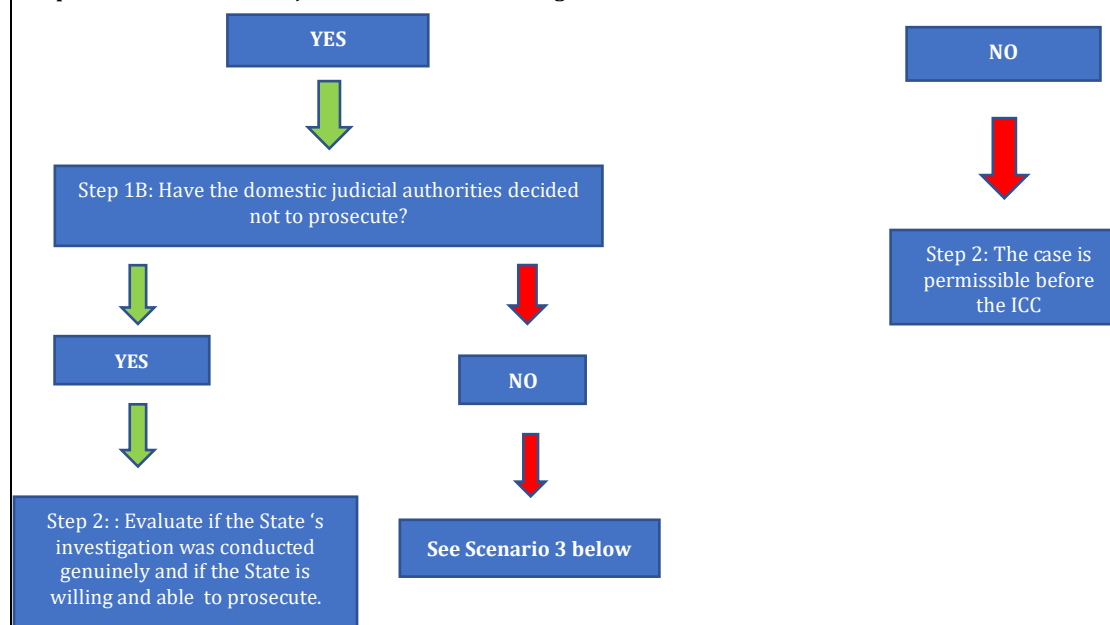 YES
NO
Step 1B: Have the domestic judicial authorities decided
not to prosecute?
Step 2: The case is
permissible before
the ICC
YES
NO
Step 2: : Evaluate if the State ‘s
investigation was conducted
genuinely and if the State is
willing and able to prosecute.
See Scenario 3 below